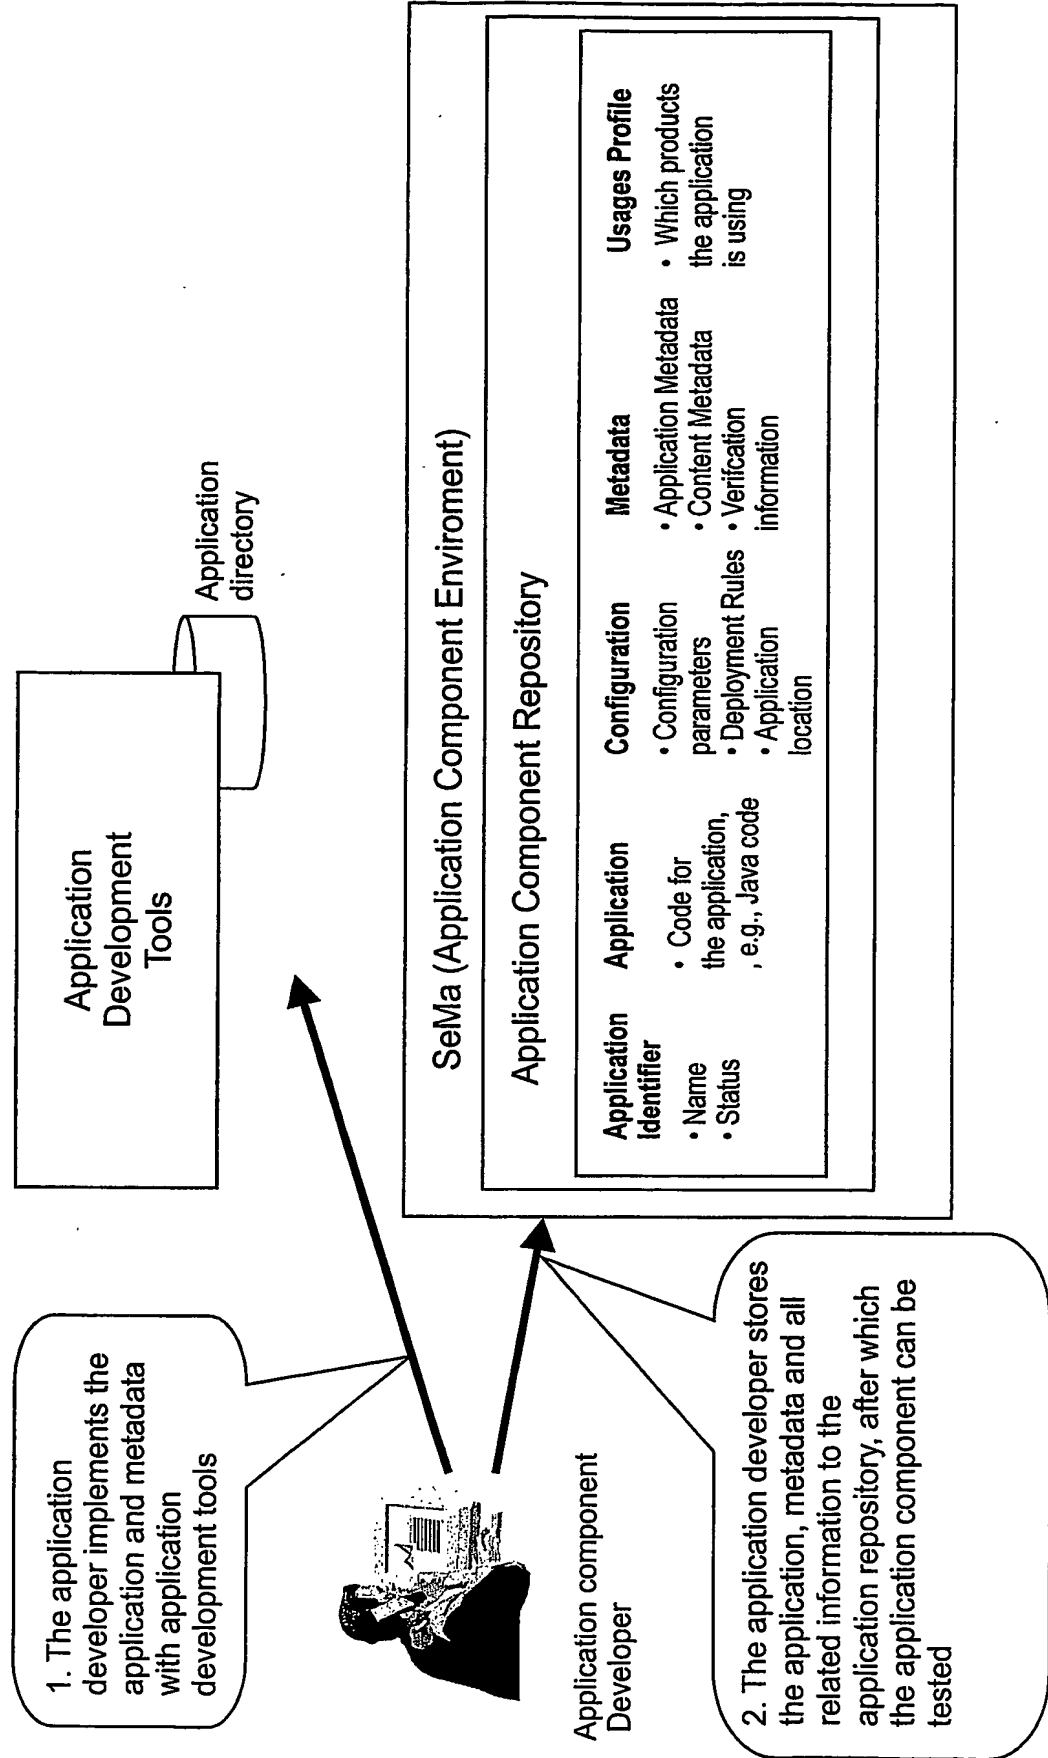 1. The application
developer implements the
application and metadata
with application
development tools
Application
Development
Tools
Application
directory
Application component
Developer
2. The application developer stores
the application, metadata and all
related information to the
application repository, after which
the application component can be
tested
SeMa (Application Component Enviroment)
Application Component Repository
Application
Identifier
• Name
• Status
Application
• Code for
the application,
, e.g., Java code
Configuration
• Configuration
parameters
• Deployment Rules
• Application
location
Metadata
• Application Metadata
• Content Metadata
• Verifcation
information
Usages Profile
• Which products
the application
is using